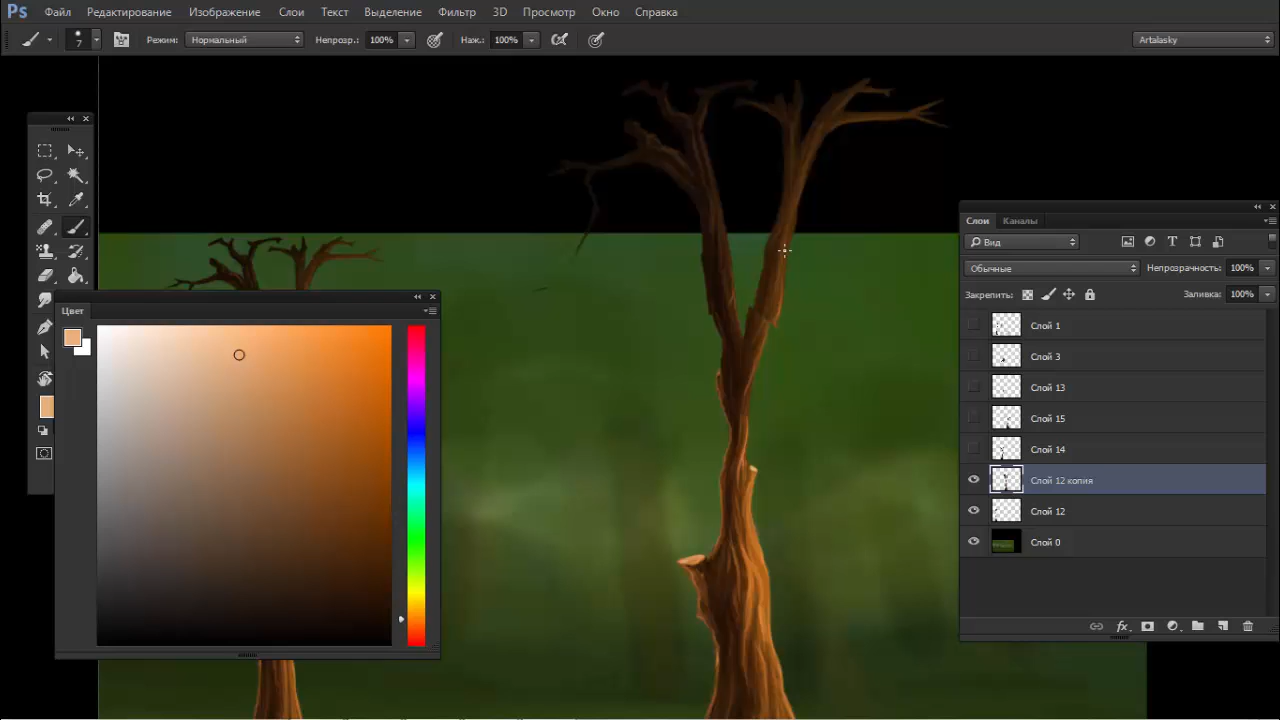 Ps Файл Редактирование Изображение Слои Текст Выделение Фильтр 3D Просмотр Окно Справка
7 Режим: Нормальный Непрозр.: 100% Наж.: 100% Artalasky
Слои Каналы
Вид
Обычные Непрозрачность: 100%
Закрепить: Заливка: 100%
Цвет
Слой 1
Слой 3
Слой 13
Слой 15
Слой 14
Слой 12 копия
Слой 12
Слой 0
fx